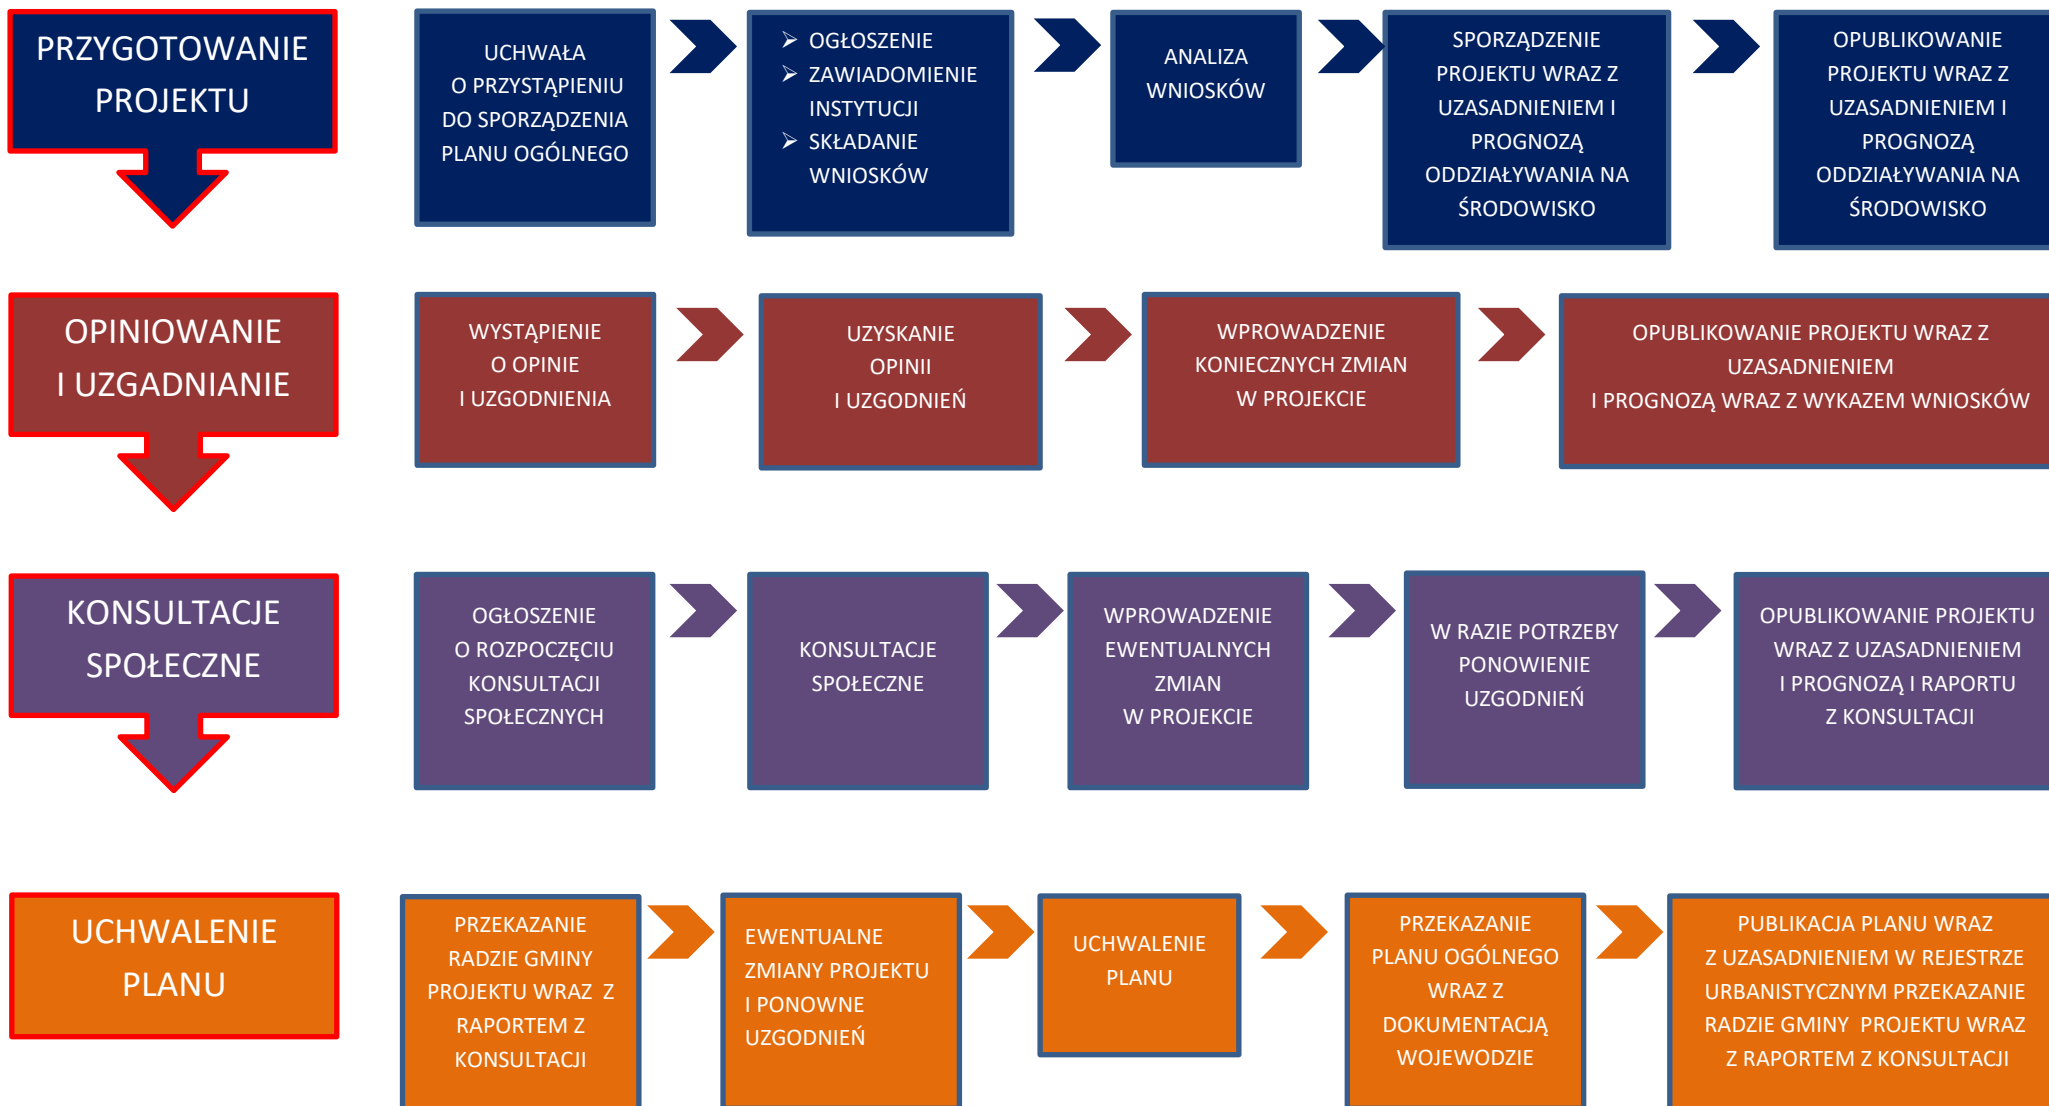 PRZYGOTOWANIE
PROJEKTU
UCHWAŁA
O PRZYSTĄPIENIU
DO SPORZĄDZENIA
PLANU OGÓLNEGO
➢ OGŁOSZENIE
➢ ZAWIADOMIENIE
INSTYTUCJI
➢ SKŁADANIE
WNIOSKÓW
ANALIZA
WNIOSKÓW
SPORZĄDZENIE
PROJEKTU WRAZ Z
UZASADNIENIEM I
PROGNOZĄ
ODDZIAŁYWANIA NA
ŚRODOWISKO
OPUBLIKOWANIE
PROJEKTU WRAZ Z
UZASADNIENIEM I
PROGNOZĄ
ODDZIAŁYWANIA NA
ŚRODOWISKO
OPINIOWANIE
I UZGADNIANIE
WYSTĄPIENIE
O OPINIE
I UZGODNIENIA
UZYSKANIE
OPINII
I UZGODNIEŃ
WPROWADZENIE
KONIECZNYCH ZMIAN
W PROJEKCIE
OPUBLIKOWANIE PROJEKTU WRAZ Z
UZASADNIENIEM
I PROGNOZĄ WRAZ Z WYKAZEM WNIOSKÓW
KONSULTACJE
SPOŁECZNE
OGŁOSZENIE
O ROZPOCZĘCIU
KONSULTACJI
SPOŁECZNYCH
KONSULTACJE
SPOŁECZNE
WPROWADZENIE
EWENTUALNYCH
ZMIAN
W PROJEKCIE
W RAZIE POTRZEBY
PONOWIENIE
UZGODNIEŃ
OPUBLIKOWANIE PROJEKTU
WRAZ Z UZASADNIENIEM
I PROGNOZĄ I RAPORTU
Z KONSULTACJI
UCHWALENIE
PLANU
PRZEKAZANIE
RADZIE GMINY
PROJEKTU WRAZ Z
RAPORTEM Z
KONSULTACJI
EWENTUALNE
ZMIANY PROJEKTU
I PONOWNE
UZGODNIEŃ
UCHWALENIE
PLANU
PRZEKAZANIE
PLANU OGÓLNEGO
WRAZ Z
DOKUMENTACJĄ
WOJEWODZIE
PUBLIKACJA PLANU WRAZ
Z UZASADNIENIEM W REJESTRZE
URBANISTYCZNYM PRZEKAZANIE
RADZIE GMINY PROJEKTU WRAZ
Z RAPORTEM Z KONSULTACJI